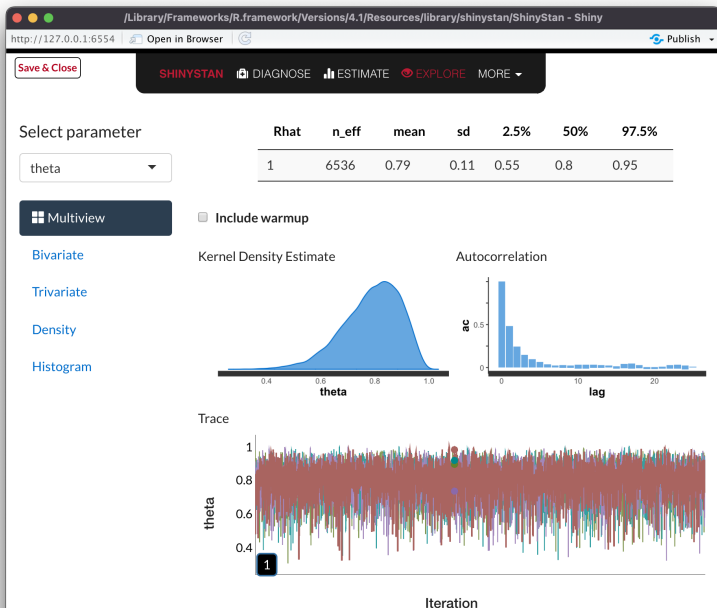 /Library/Frameworks/R.framework/Versions/4.1/Resources/library/shinystan/ShinyStan - Shiny
http://127.0.0.1:6554 Open in Browser Publish
Save & Close
SHINYSTAN DIAGNOSE ESTIMATE EXPLORE MORE
Select parameter
theta
Rhat n_eff mean sd 2.5% 50% 97.5%
1 6536 0.79 0.11 0.55 0.8 0.95
Multiview
Bivariate
Trivariate
Density
Histogram
Include warmup
Kernel Density Estimate
0.4 0.6 0.8 1.0
theta
Autocorrelation
ac
0.5
0
0 10 20
lag
Trace
theta
1
0.8
0.6
0.4
1
Iteration